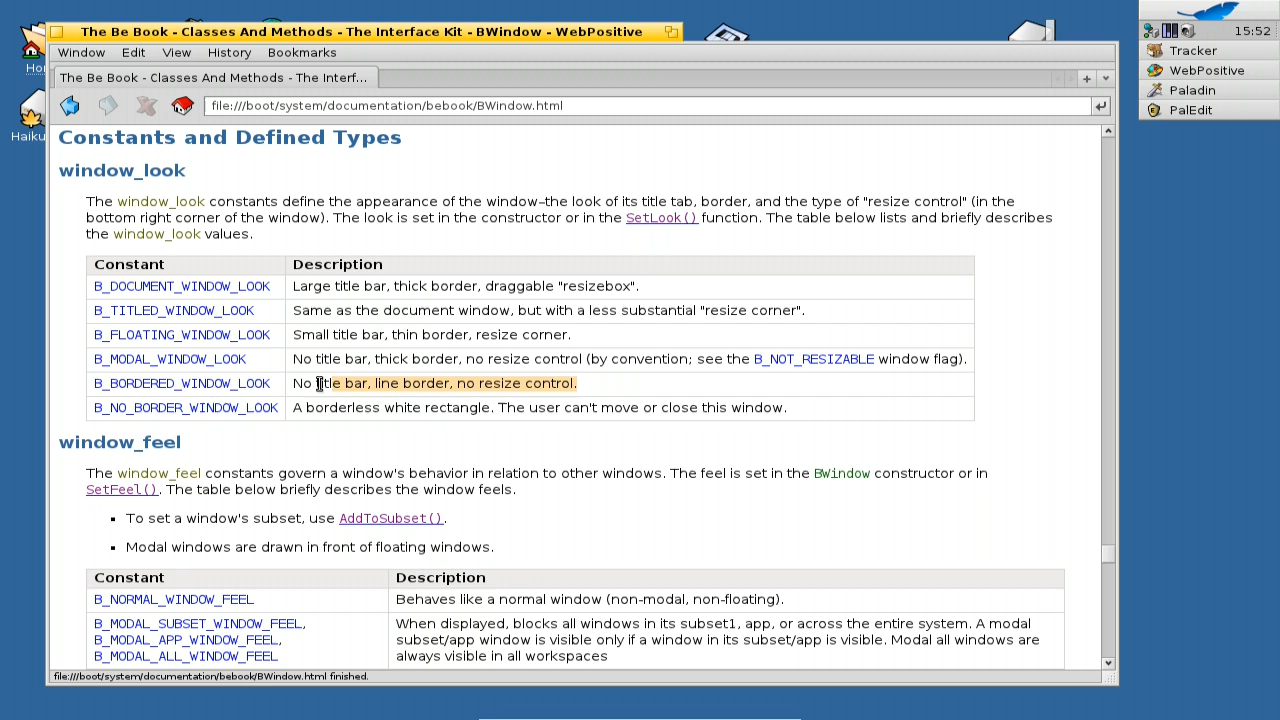 The Be Book - Classes And Methods - The Interface Kit - BWindow - WebPositive
Window Edit View History Bookmarks
The Be Book - Classes And Methods - The Interf...
file:///boot/system/documentation/bebook/BWindow.html
Constants and Defined Types
window_look
The window_look constants define the appearance of the window–the look of its title tab, border, and the type of "resize control" (in the
bottom right corner of the window). The look is set in the constructor or in the SetLook() function. The table below lists and briefly describes
the window_look values.
Constant Description
B_DOCUMENT_WINDOW_LOOK Large title bar, thick border, draggable "resizebox".
B_TITLED_WINDOW_LOOK Same as the document window, but with a less substantial "resize corner".
B_FLOATING_WINDOW_LOOK Small title bar, thin border, resize corner.
B_MODAL_WINDOW_LOOK No title bar, thick border, no resize control (by convention; see the B_NOT_RESIZABLE window flag).
B_BORDERED_WINDOW_LOOK No title bar, line border, no resize control.
B_NO_BORDER_WINDOW_LOOK A borderless white rectangle. The user can't move or close this window.
window_feel
The window_feel constants govern a window's behavior in relation to other windows. The feel is set in the BWindow constructor or in
SetFeel(). The table below briefly describes the window feels.
▪ To set a window's subset, use AddToSubset().
▪ Modal windows are drawn in front of floating windows.
Constant Description
B_NORMAL_WINDOW_FEEL Behaves like a normal window (non-modal, non-floating).
B_MODAL_SUBSET_WINDOW_FEEL, When displayed, blocks all windows in its subset1, app, or across the entire system. A modal
B_MODAL_APP_WINDOW_FEEL, subset/app window is visible only if a window in its subset/app is visible. Modal all windows are
B_MODAL_ALL_WINDOW_FEEL always visible in all workspaces
file:///boot/system/documentation/bebook/BWindow.html finished.
15:52
Tracker
WebPositive
Paladin
PalEdit